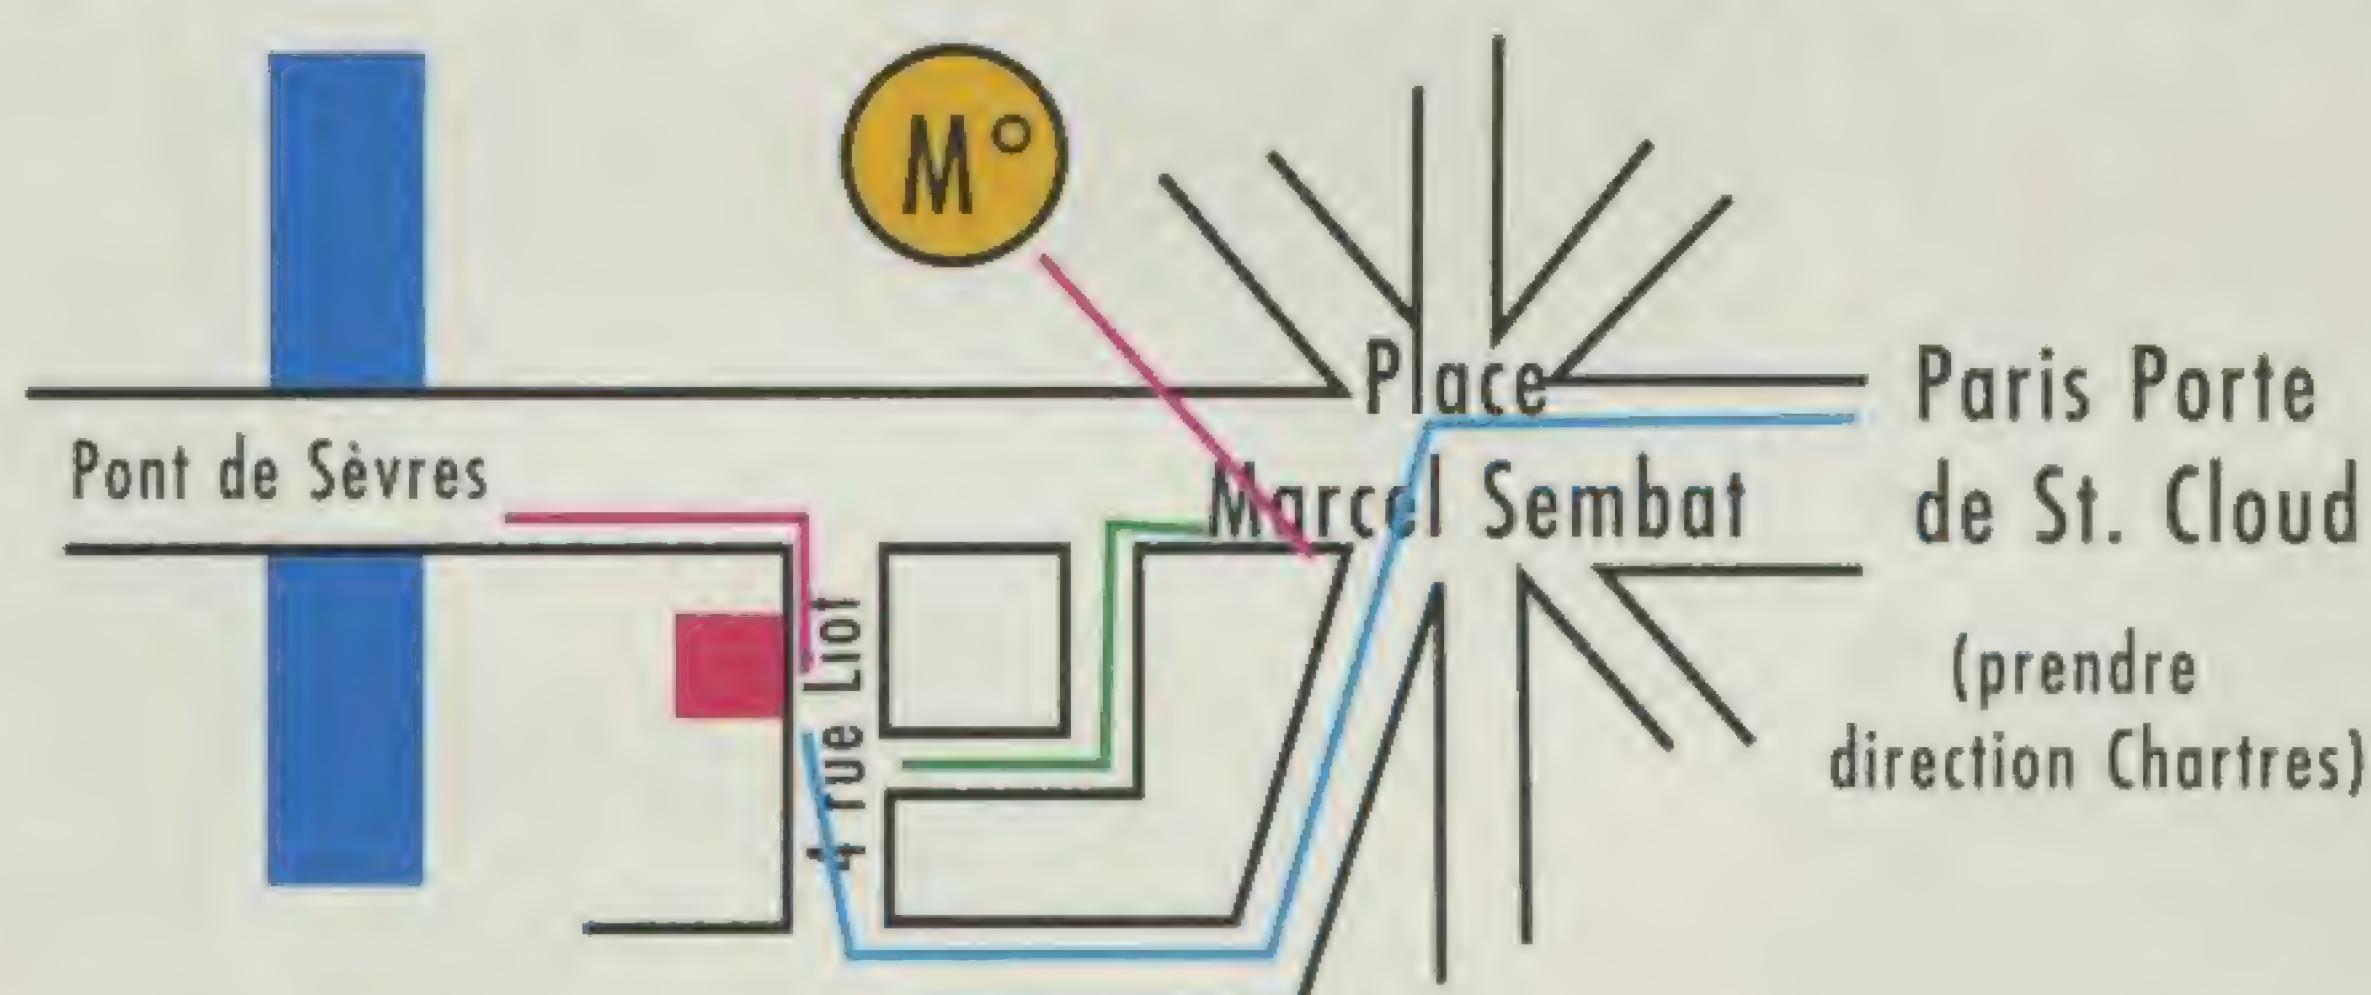 M°
Place
Marcel Sembat
Pont de Sèvres
4 rue Liot
Paris Porte
de St. Cloud
(prendre
direction Chartres)